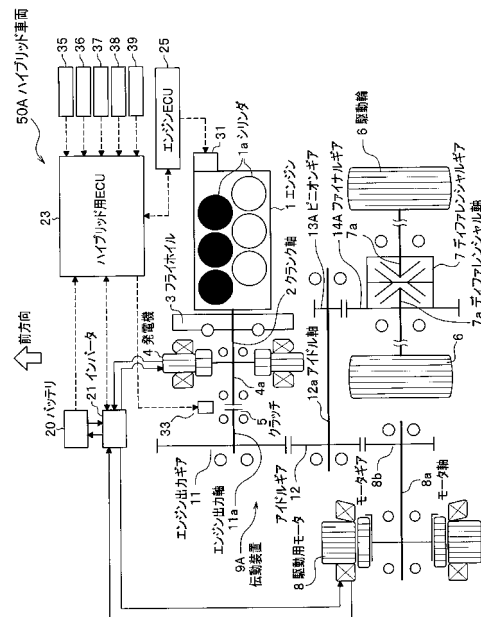 50A ハイブリッド車両
前方向
35
36
37
38
39
23
ハイブリッド用ECU
25
エンジンECU
20 バッテリ
21 インバータ
31
1a シリンダ
1 エンジン
3 フライホイル
2 クランク軸
4 発電機
4a
5
クラッチ
33
エンジン出力ギア
11
エンジン出力軸
11a
9A
伝動装置
アイドルギア
12
12a アイドル軸
13A ピニオンギア
14A ファイナルギア
7a
6 駆動輪
7 ディファレンシャルギア
7a ディファレンシャル軸
6
モータギア
8b
8a
モータ軸
8 駆動用モータ